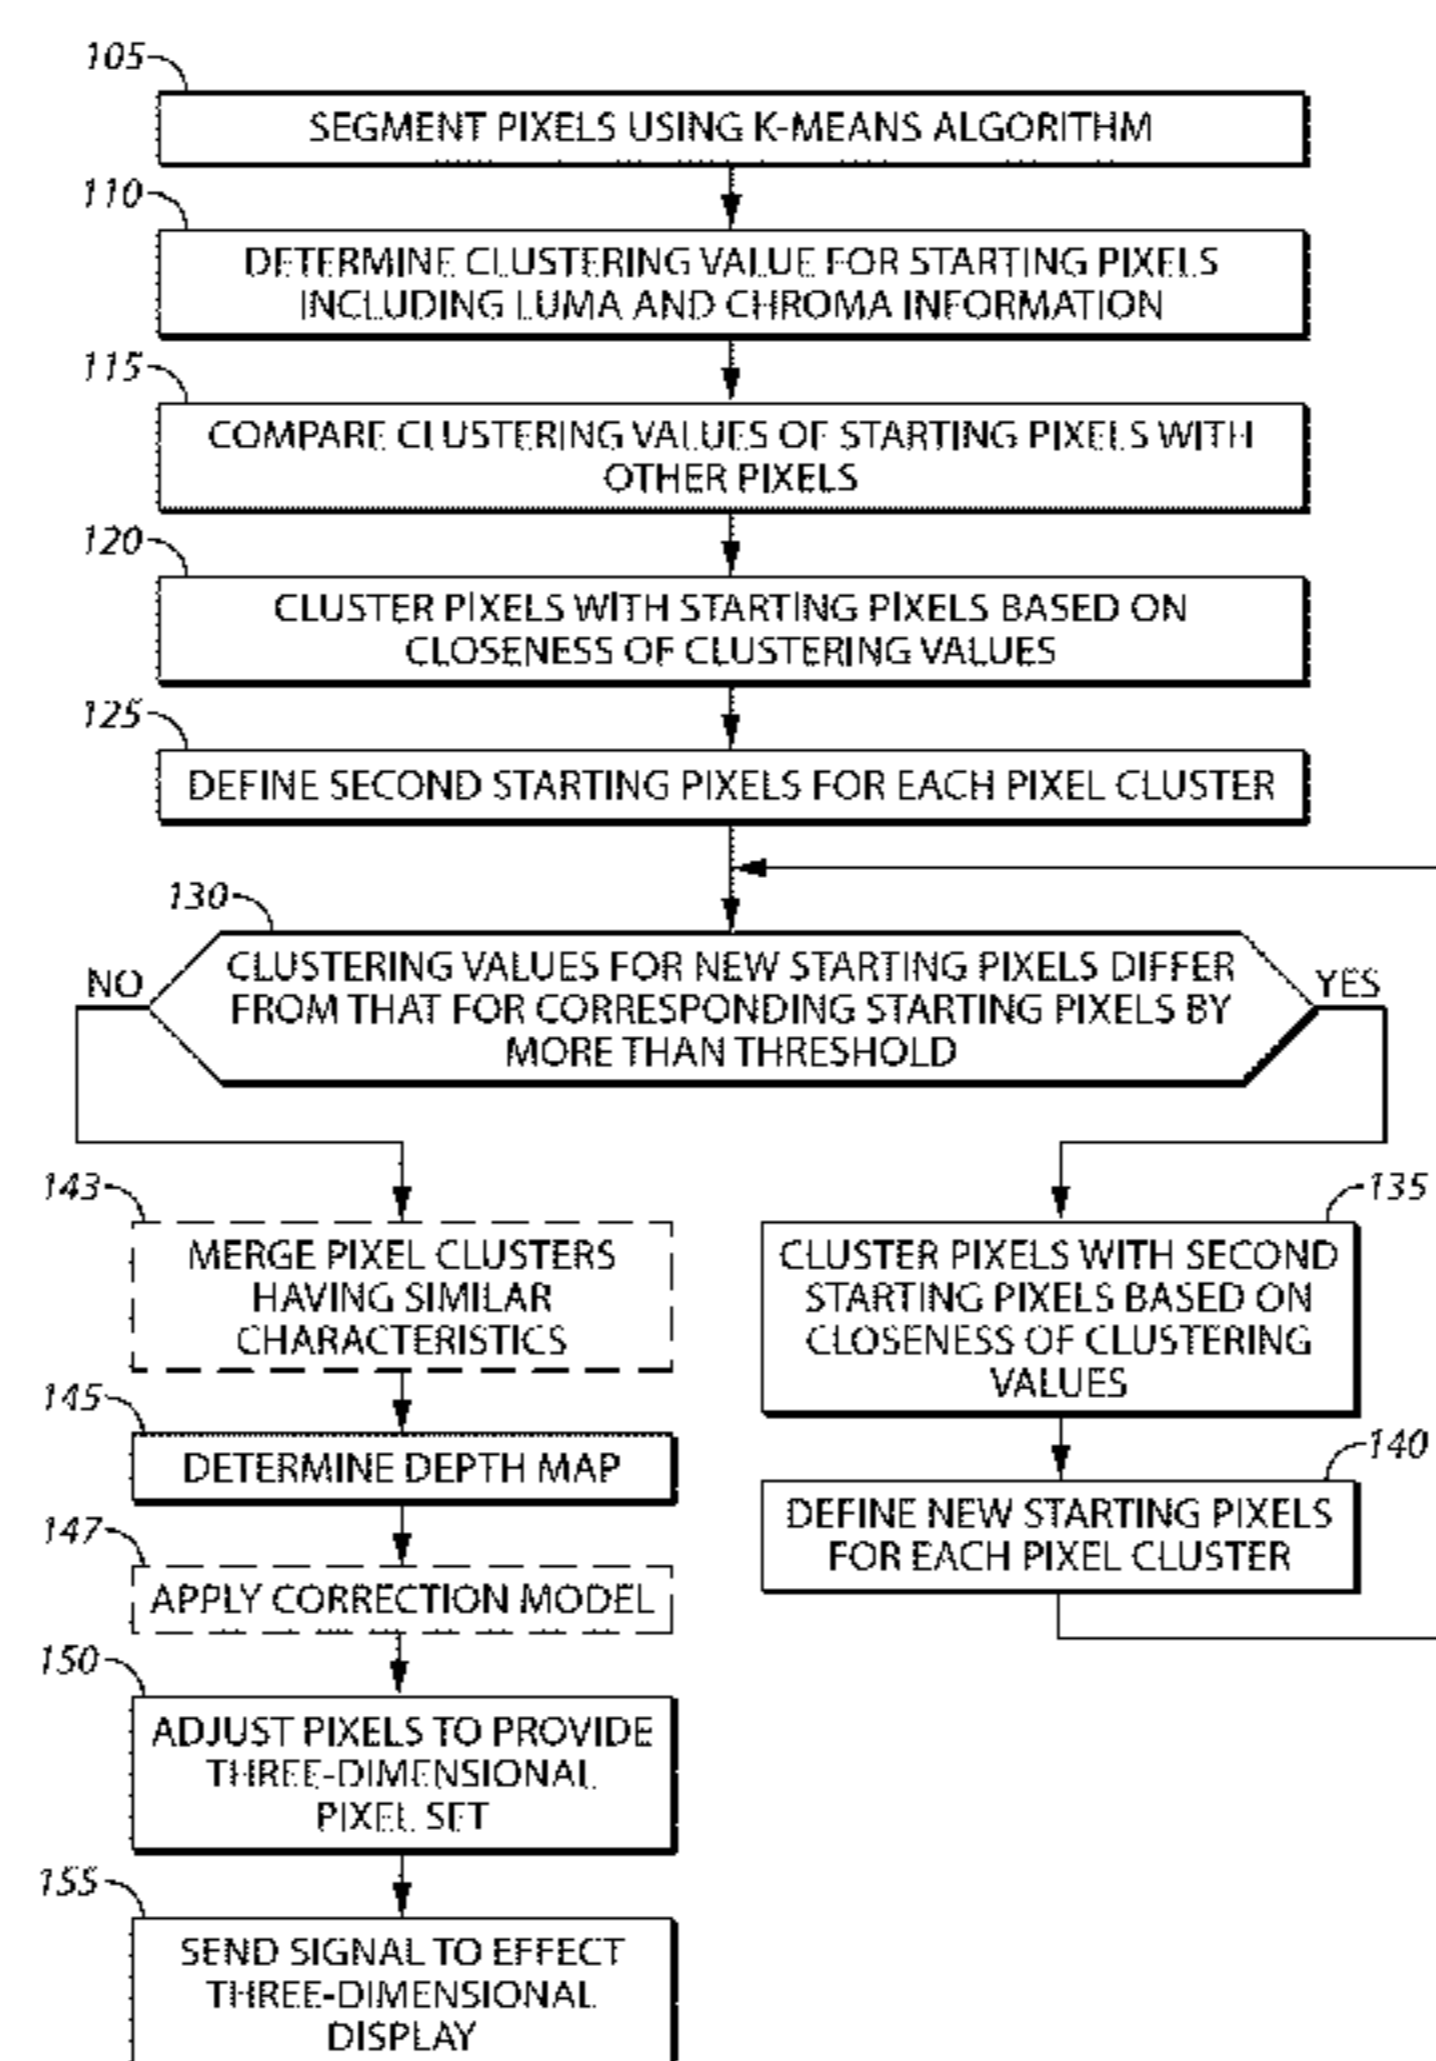 105
SEGMENT PIXELS USING K-MEANS ALGORITHM
110
DETERMINE CLUSTERING VALUE FOR STARTING PIXELS
INCLUDING LUMA AND CHROMA INFORMATION
115
COMPARE CLUSTERING VALUES OF STARTING PIXELS WITH
OTHER PIXELS
120
CLUSTER PIXELS WITH STARTING PIXELS BASED ON
CLOSENESS OF CLUSTERING VALUES
125
DEFINE SECOND STARTING PIXELS FOR EACH PIXEL CLUSTER
130
CLUSTERING VALUES FOR NEW STARTING PIXELS DIFFER
FROM THAT FOR CORRESPONDING STARTING PIXELS BY
MORE THAN THRESHOLD
NO
YES
143
MERGE PIXEL CLUSTERS
HAVING SIMILAR
CHARACTERISTICS
145
DETERMINE DEPTH MAP
147
APPLY CORRECTION MODEL
150
ADJUST PIXELS TO PROVIDE
THREE-DIMENSIONAL
PIXEL SET
155
SEND SIGNAL TO EFFECT
THREE-DIMENSIONAL
DISPLAY
135
CLUSTER PIXELS WITH SECOND
STARTING PIXELS BASED ON
CLOSENESS OF CLUSTERING
VALUES
140
DEFINE NEW STARTING PIXELS
FOR EACH PIXEL CLUSTER